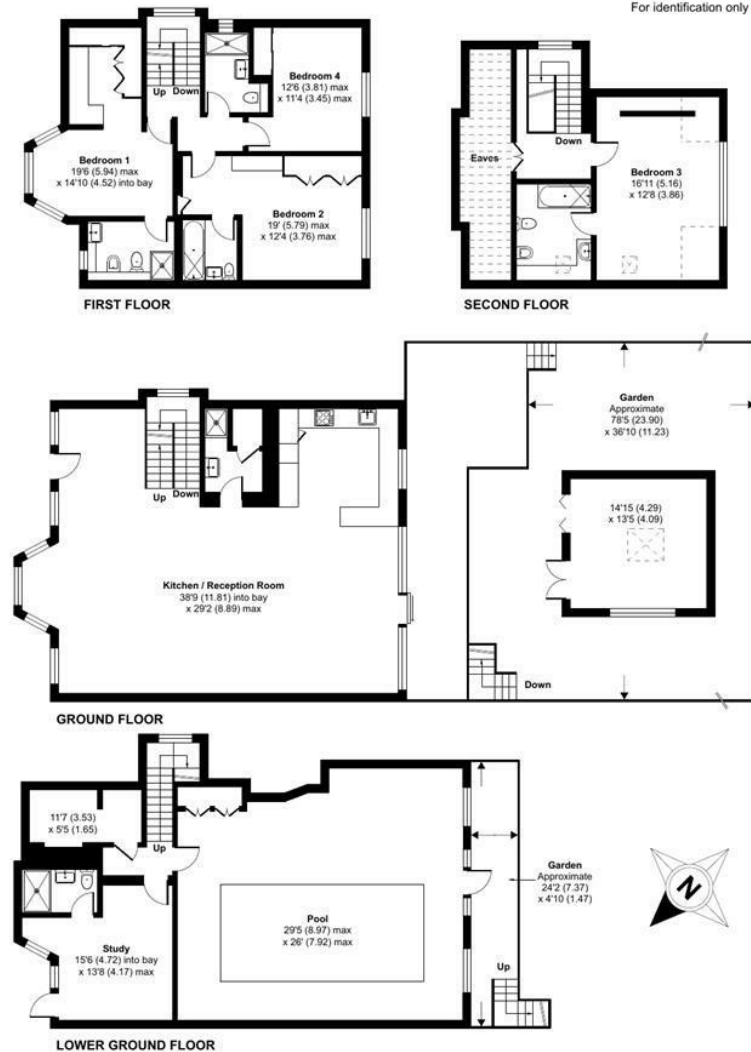 For identification only
Bedroom 4
12'6 (3.81) max
x 11'4 (3.45) max
Up
Down
Bedroom 1
19'6 (5.94) max
x 14'10 (4.52) into bay
Bedroom 2
19' (5.79) max
x 12'4 (3.76) max
FIRST FLOOR
Eaves
Down
Bedroom 3
16'11 (5.16)
x 12'8 (3.86)
SECOND FLOOR
Garden
Approximate
78'5 (23.90)
x 36'10 (11.23)
Up
Down
14'15 (4.29)
x 13'5 (4.09)
Kitchen / Reception Room
38'9 (11.81) into bay
x 29'2 (8.89) max
Down
GROUND FLOOR
11'7 (3.53)
x 5'5 (1.65)
Up
Garden
Approximate
24'2 (7.37)
x 4'10 (1.47)
N
Pool
29'5 (8.97) max
x 26' (7.92) max
Study
15'6 (4.72) into bay
x 13'8 (4.17) max
Up
LOWER GROUND FLOOR